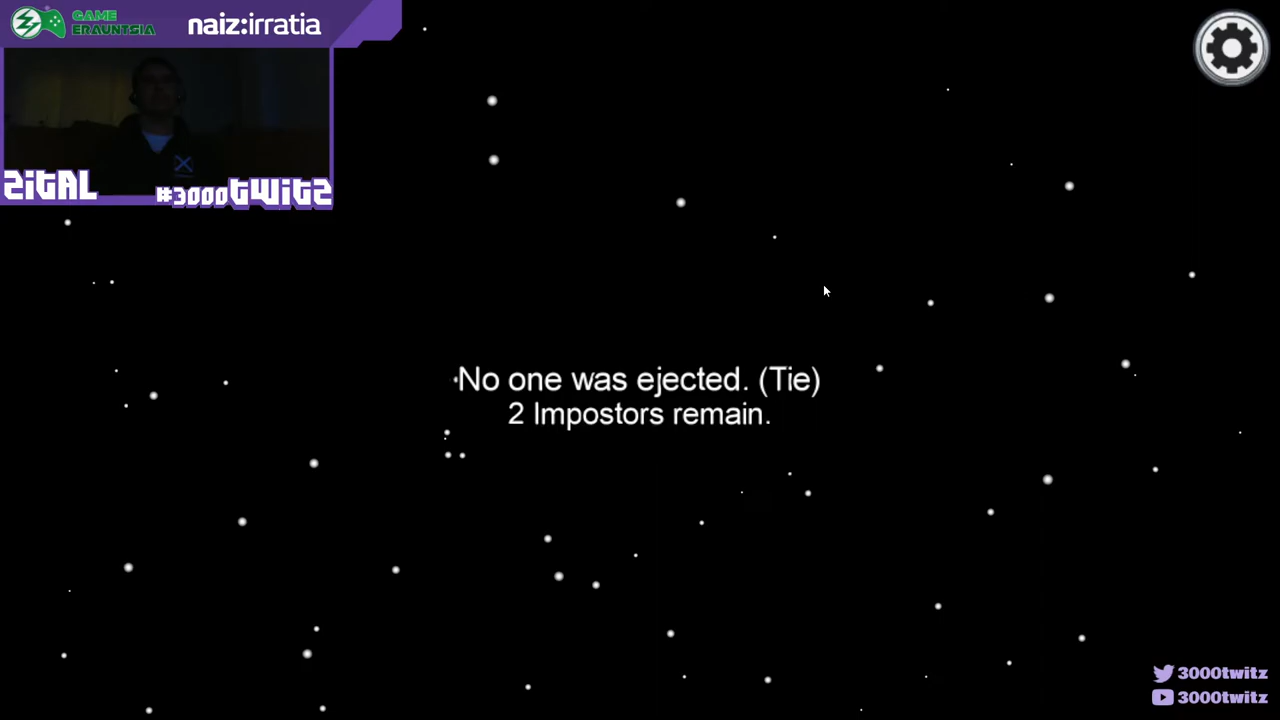 GAME
ERAUNTSIA
naiz:irratia
ZITAL
#3000TWITZ
No one was ejected. (Tie)
2 Impostors remain.
3000twitz
3000twitz